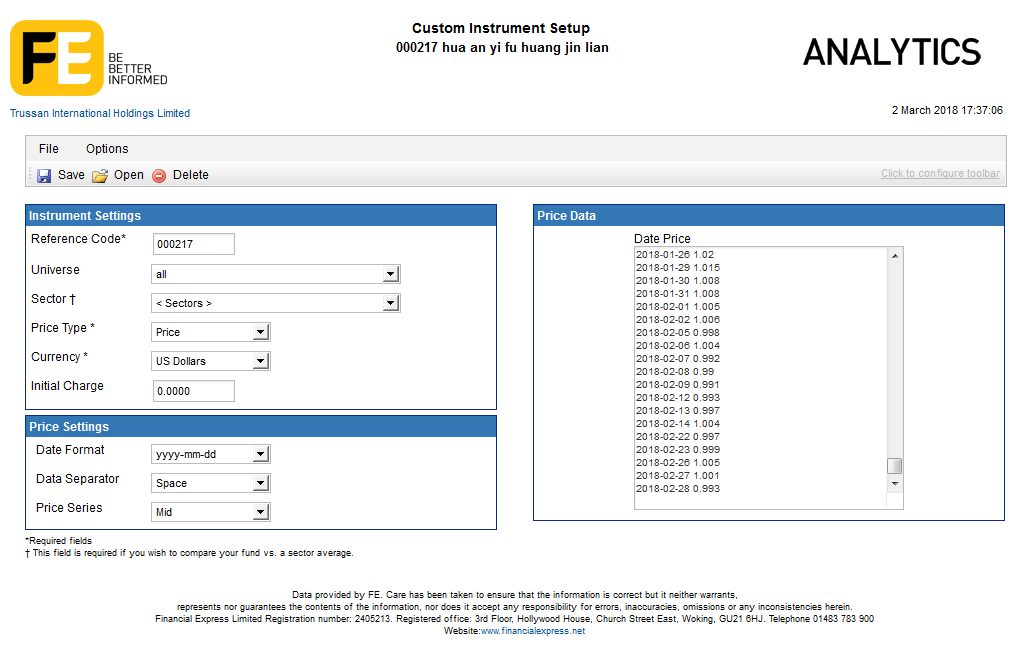 FE
BE
BETTER
INFORMED
Custom Instrument Setup
000217 hua an yi fu huang jin lian
ANALYTICS
Trussan International Holdings Limited
2 March 2018 17:37:06
File Options
Save Open Delete
Click to configure toolbar
Instrument Settings
Reference Code* 000217
Universe all
Sector † < Sectors >
Price Type * Price
Currency * US Dollars
Initial Charge 0.0000
Price Settings
Date Format yyyy-mm-dd
Data Separator Space
Price Series Mid
*Required fields
† This field is required if you wish to compare your fund vs. a sector average.
Price Data
Date Price
2018-01-26 1.02
2018-01-29 1.015
2018-01-30 1.008
2018-01-31 1.008
2018-02-01 1.005
2018-02-02 1.006
2018-02-05 0.998
2018-02-06 1.004
2018-02-07 0.992
2018-02-08 0.99
2018-02-09 0.991
2018-02-12 0.993
2018-02-13 0.997
2018-02-14 1.004
2018-02-22 0.997
2018-02-23 0.999
2018-02-26 1.005
2018-02-27 1.001
2018-02-28 0.993
Data provided by FE. Care has been taken to ensure that the information is correct but it neither warrants,
represents nor guarantees the contents of the information, nor does it accept any responsibility for errors, inaccuracies, omissions or any inconsistencies herein.
Financial Express Limited Registration number: 2405213. Registered office: 3rd Floor, Hollywood House, Church Street East, Woking, GU21 6HJ. Telephone 01483 783 900
Website:www.financialexpress.net